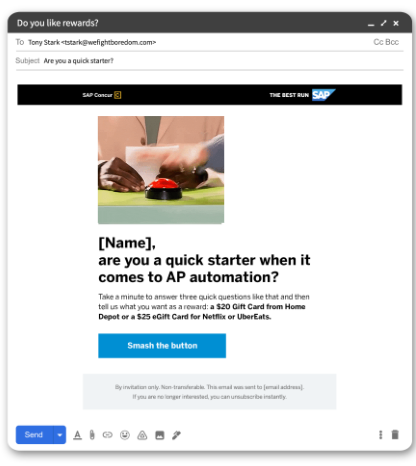 Do you like rewards?
To Tony Stark <tstark@wefightboredom.com> Cc Bcc
Subject Are you a quick starter?
SAP Concur C THE BEST RUN SAP
[Name],
are you a quick starter when it
comes to AP automation?
Take a minute to answer three quick questions like that and then
tell us what you want as a reward: a $20 Gift Card from Home
Depot or a $25 eGift Card for Netflix or UberEats.
Smash the button
By invitation only. Non-transferable. This email was sent to [email address].
If you are no longer interested, you can unsubscribe instantly.
Send